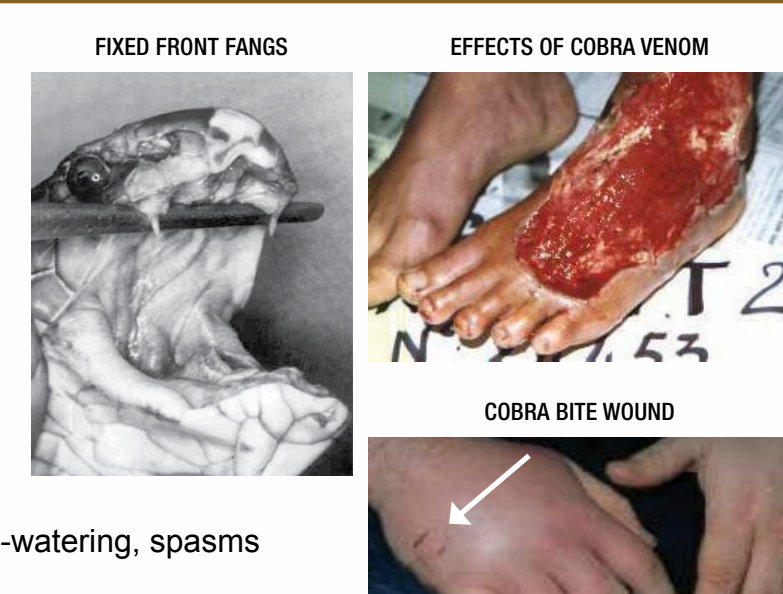 FIXED FRONT FANGS
EFFECTS OF COBRA VENOM
COBRA BITE WOUND
-watering, spasms